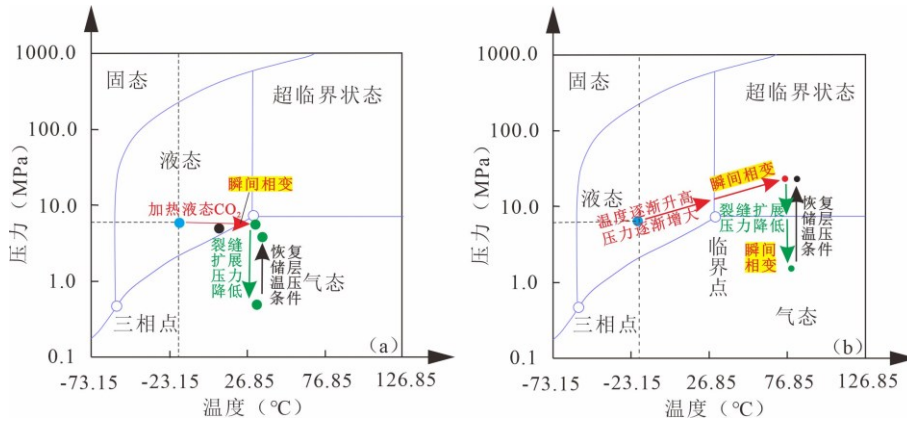 1000.0
100.0
10.0
1.0
0.1
压力（MPa）
固态
超临界状态
液态
瞬间相变
加热液态CO2
裂缝
扩展
压力
降低
恢复
储层
温压
条件
气态
三相点
(a)
-73.15
-23.15
26.85
76.85
126.85
温度（℃）
1000.0
100.0
10.0
1.0
0.1
压力（MPa）
固态
超临界状态
液态
瞬间相变
温度逐渐升高
压力逐渐增大
裂缝扩展
压力降低
瞬间
相变
恢复
储层
温压
条件
临界点
气态
三相点
(b)
-73.15
-23.15
26.85
76.85
126.85
温度（℃）